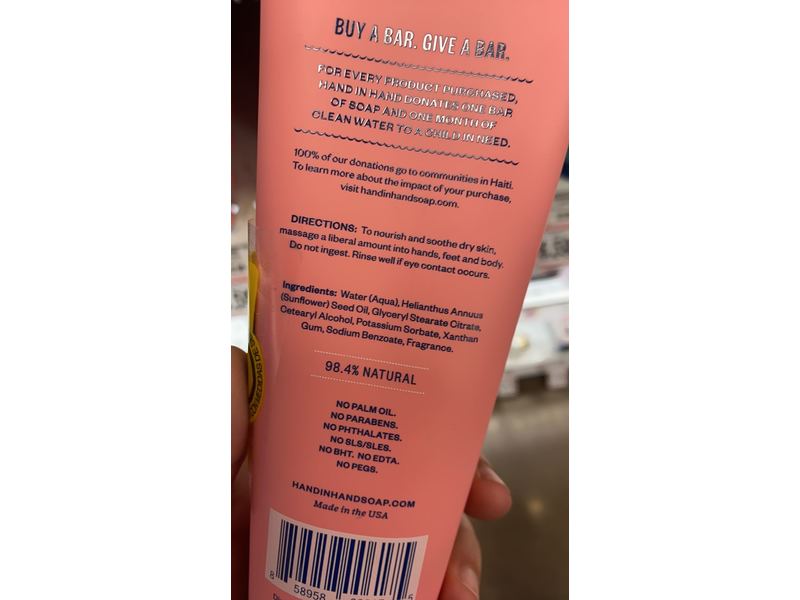 BUY A BAR. GIVE A BAR.
FOR EVERY PRODUCT PURCHASED,
HAND IN HAND DONATES ONE BAR
OF SOAP AND ONE MONTH OF
CLEAN WATER TO A CHILD IN NEED.
100% of our donations go to communities in Haiti.
To learn more about the impact of your purchase,
visit handinhandsoap.com.
DIRECTIONS: To nourish and soothe dry skin,
massage a liberal amount into hands, feet and body.
Do not ingest. Rinse well if eye contact occurs.
Ingredients: Water (Aqua), Helianthus Annuus
(Sunflower) Seed Oil, Glyceryl Stearate Citrate,
Cetearyl Alcohol, Potassium Sorbate, Xanthan
Gum, Sodium Benzoate, Fragrance.
98.4% NATURAL
NO PALM OIL.
NO PARABENS.
NO PHTHALATES.
NO SLS/SLES.
NO BHT. NO EDTA.
NO PEGS.
HANDINHANDSOAP.COM
Made in the USA
8 58958